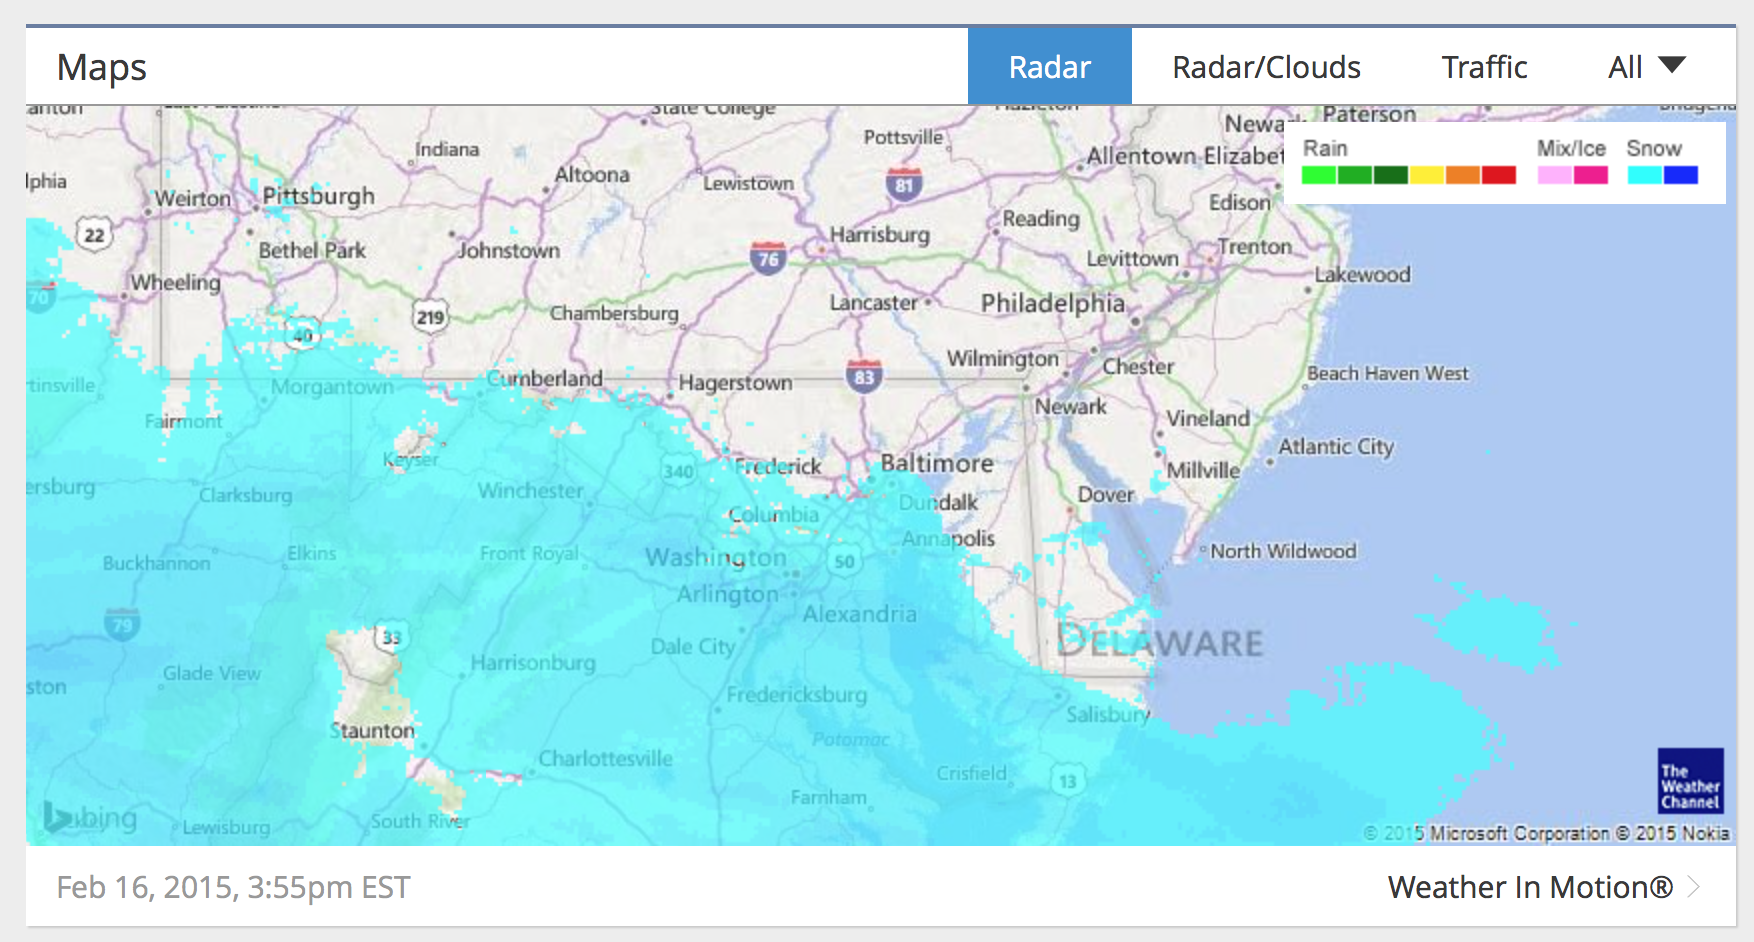 Maps
Radar
Radar/Clouds
Traffic
All
State College
Hazleton
Paterson
Pottsville
Indiana
Allentown
Elizabet
Rain
Mix/Ice
Snow
lphia
Weirton
Pittsburgh
Altoona
Lewistown
81
Edison
22
Bethel Park
Johnstown
76
Harrisburg
Reading
Levittown
Trenton
Lakewood
70
Wheeling
219
Chambersburg
Lancaster
Philadelphia
40
Wilmington
Chester
Beach Haven West
rtinsville
Morgantown
Cumberland
Hagerstown
83
Newark
Vineland
Fairmont
Keyser
340
Frederick
Baltimore
Millville
Atlantic City
ersburg
Clarksburg
Winchester
Columbia
Dundalk
Dover
Buckhannon
Elkins
Front Royal
Washington
50
Annapolis
North Wildwood
79
Arlington
Alexandria
33
Dale City
DELAWARE
ston
Glade View
Harrisonburg
Fredericksburg
Salisbury
Staunton
Charlottesville
Potomac
Crisfield
13
The
Weather
Channel
bing
Lewisburg
South River
Farnham
© 2015 Microsoft Corporation © 2015 Nokia
Feb 16, 2015, 3:55pm EST
Weather In Motion®